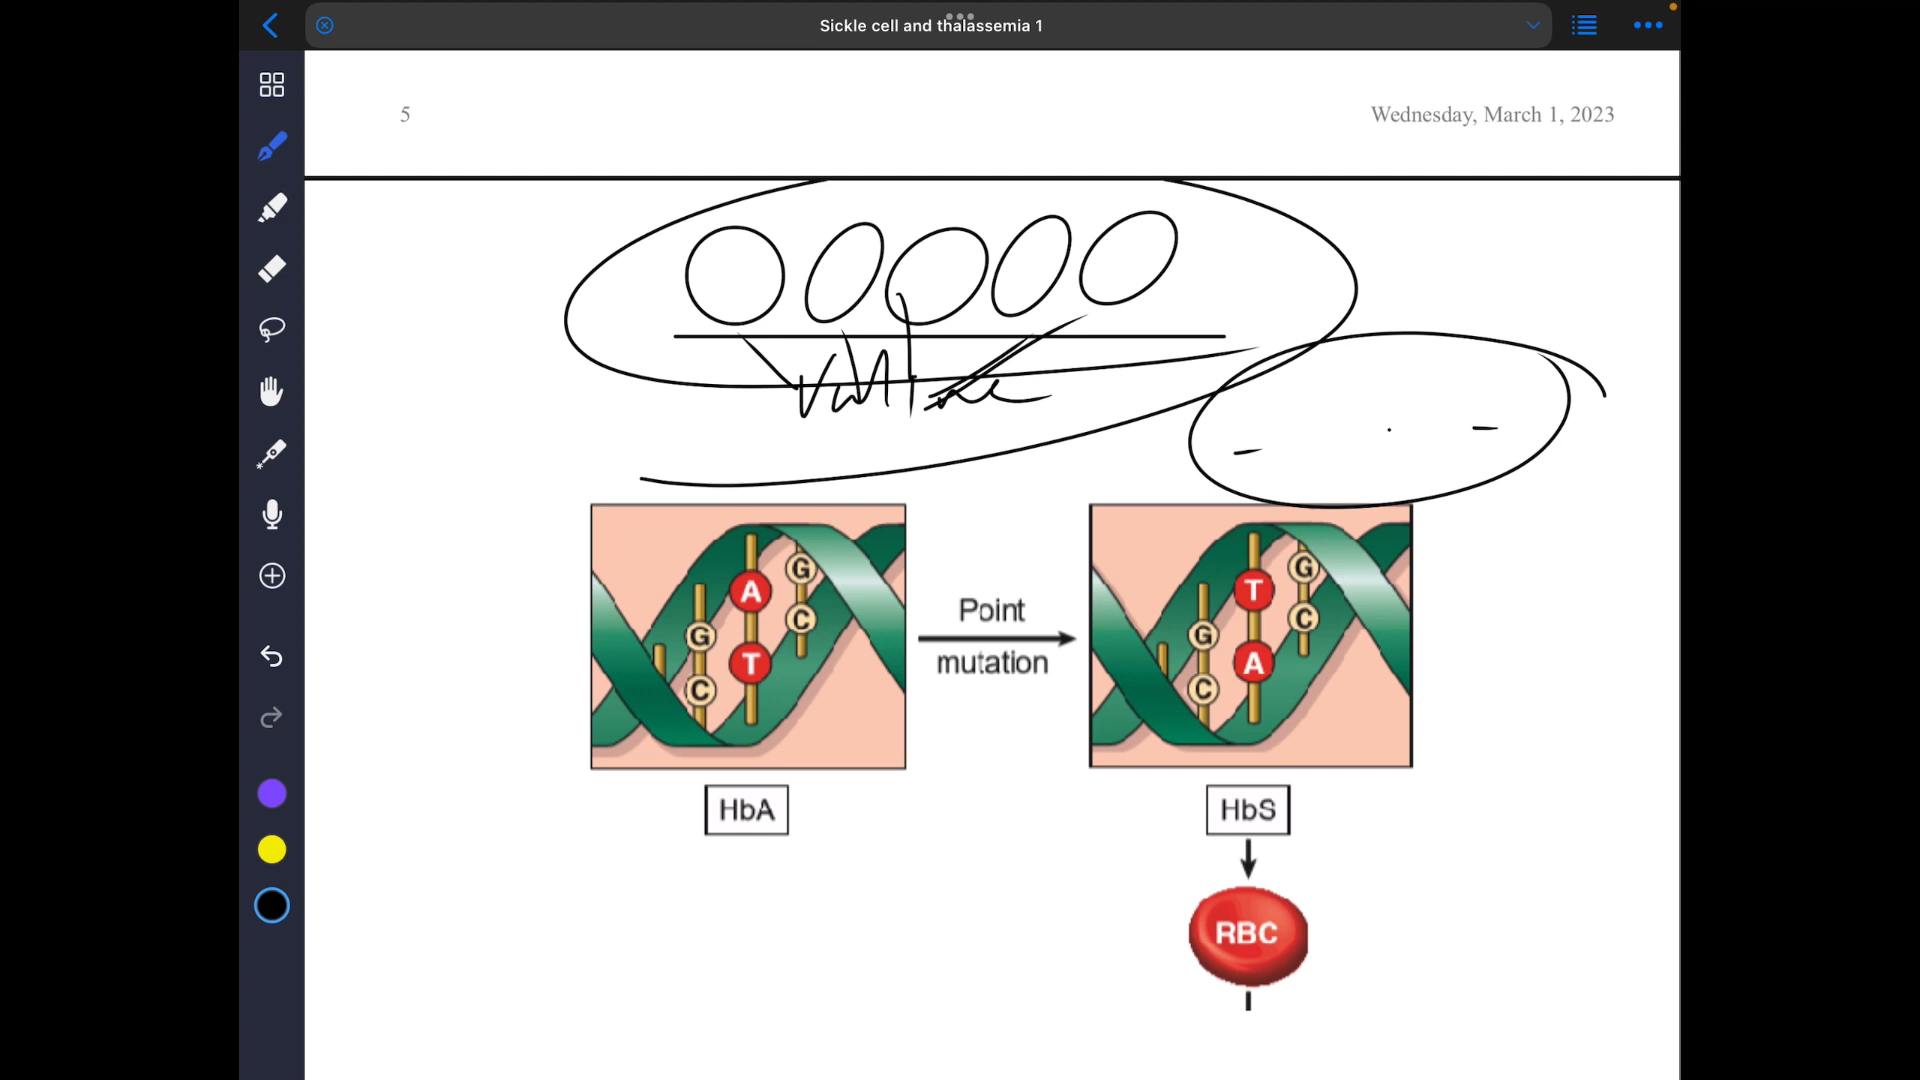 Sickle cell and thalassemia 1
5
Wednesday, March 1, 2023
A
G
G
C
T
C
Point
mutation
T
G
G
C
A
C
HbA
HbS
RBC